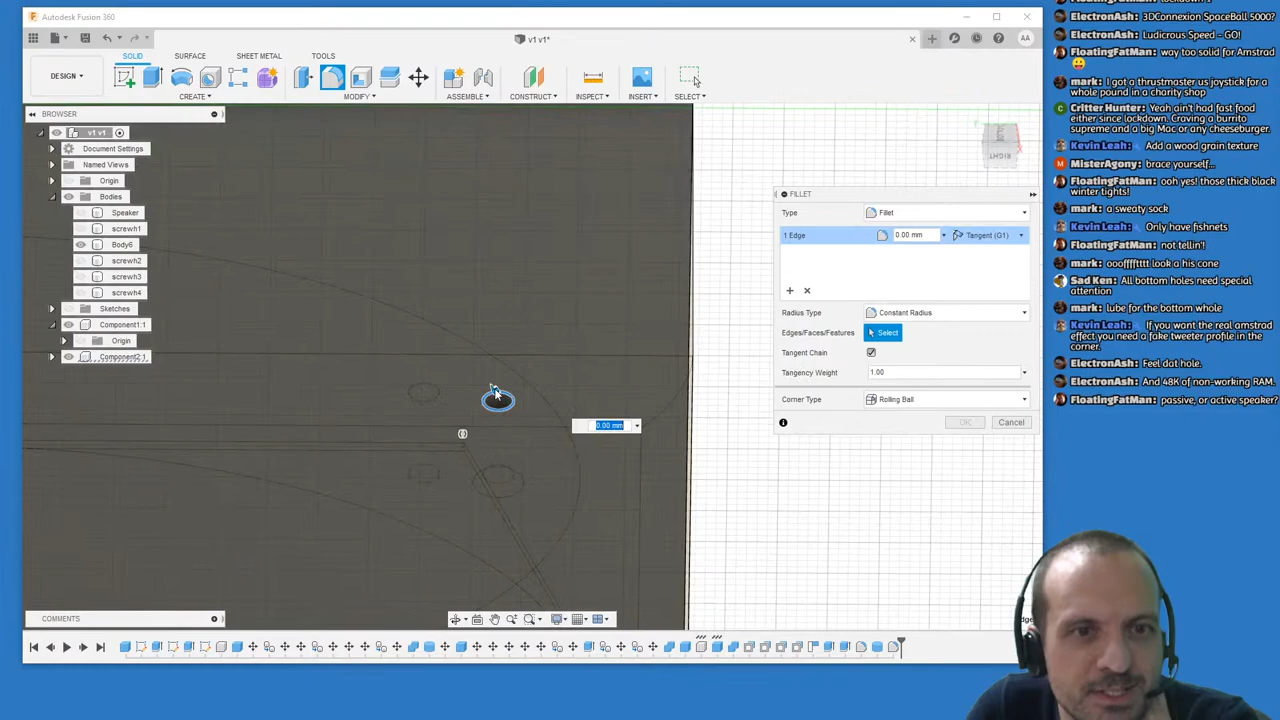 Autodesk Fusion 360
v1 v1*
AA
DESIGN
SOLID
SURFACE
SHEET METAL
TOOLS
CREATE
MODIFY
ASSEMBLE
CONSTRUCT
INSPECT
INSERT
SELECT
BROWSER
v1 v1
Document Settings
Named Views
Origin
Bodies
Speaker
screwh1
Body6
screwh2
screwh3
screwh4
Sketches
Component1:1
Origin
Component2:1
RIGHT
FILLET
Type
Fillet
1 Edge
0.00 mm
Tangent (G1)
Radius Type
Constant Radius
Edges/Faces/Features
Select
Tangent Chain
Tangency Weight
1.00
Corner Type
Rolling Ball
OK
Cancel
0.00 mm
COMMENTS
ElectronAsh: 3DConnexion SpaceBall 5000?
ElectronAsh: Ludicrous Speed - GO!
FloatingFatMan: way too solid for Amstrad
mark: I got a thrustmaster us joystick for a
whole pound in a charity shop
Critter Hunter: Yeah ain't had fast food
either since lockdown. Craving a burrito
supreme and a big Mac or any cheeseburger.
Kevin Leah: Add a wood grain texture
MisterAgony: brace yourself...
FloatingFatMan: ooh yes! those thick black
winter tights!
mark: a sweaty sock
Kevin Leah: Only have fishnets
FloatingFatMan: not tellin'!
mark: ooofffftttt look a his cone
Sad Ken: All bottom holes need special
attention
mark: lube for the bottom whole
Kevin Leah: If you want the real amstrad
effect you need a fake tweeter profile in the
corner.
ElectronAsh: Feel dat hole.
ElectronAsh: And 48K of non-working RAM.
FloatingFatMan: passive, or active speaker?